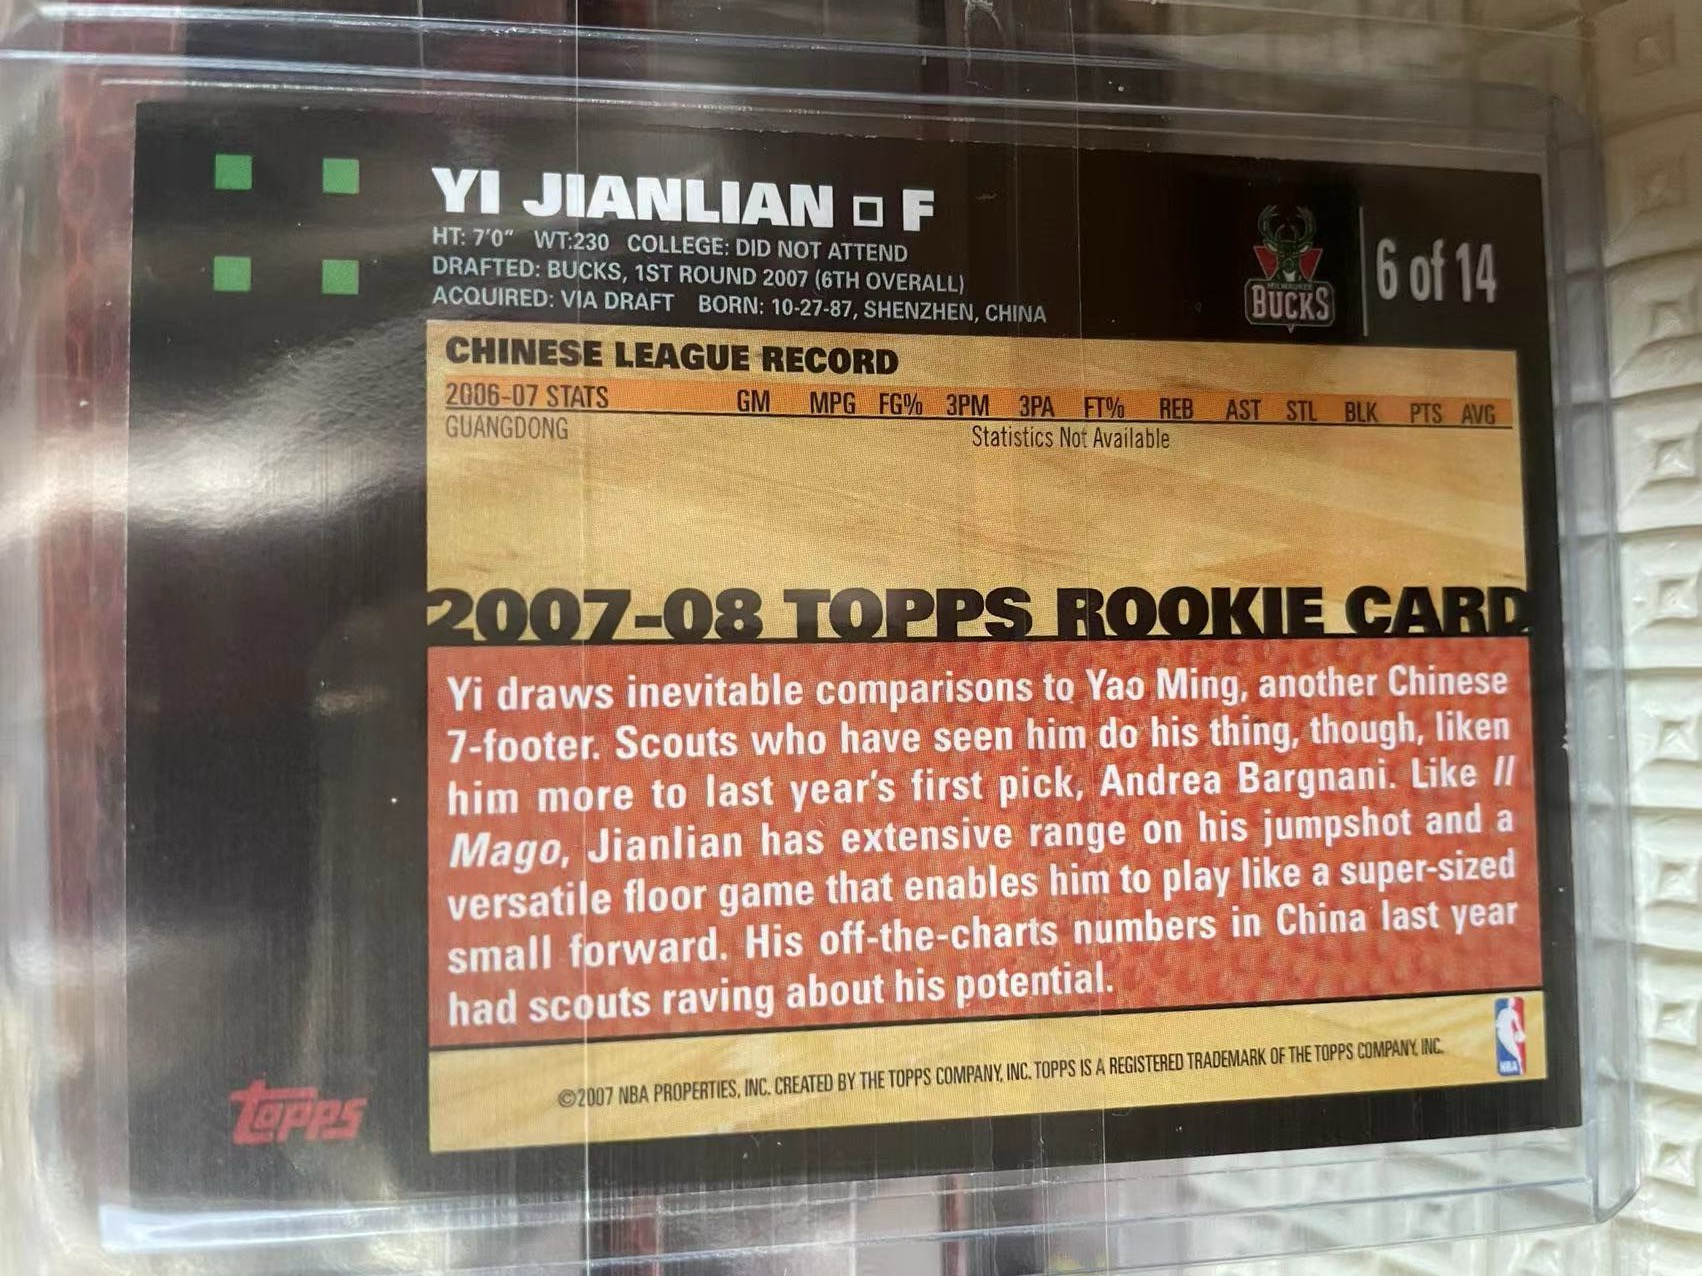 YI JIANLIAN □ F
HT: 7'0" WT:230 COLLEGE: DID NOT ATTEND
DRAFTED: BUCKS, 1ST ROUND 2007 (6TH OVERALL)
ACQUIRED: VIA DRAFT BORN: 10-27-87, SHENZHEN, CHINA
MILWAUKEE
BUCKS
6 of 14
CHINESE LEAGUE RECORD
2006-07 STATS GM MPG FG% 3PM 3PA FT% REB AST STL BLK PTS AVG
GUANGDONG Statistics Not Available
2007-08 TOPPS ROOKIE CARD
Yi draws inevitable comparisons to Yao Ming, another Chinese
7-footer. Scouts who have seen him do his thing, though, liken
him more to last year's first pick, Andrea Bargnani. Like Il
Mago, Jianlian has extensive range on his jumpshot and a
versatile floor game that enables him to play like a super-sized
small forward. His off-the-charts numbers in China last year
had scouts raving about his potential.
©2007 NBA PROPERTIES, INC. CREATED BY THE TOPPS COMPANY, INC. TOPPS IS A REGISTERED TRADEMARK OF THE TOPPS COMPANY, INC.
NBA
TOPPS